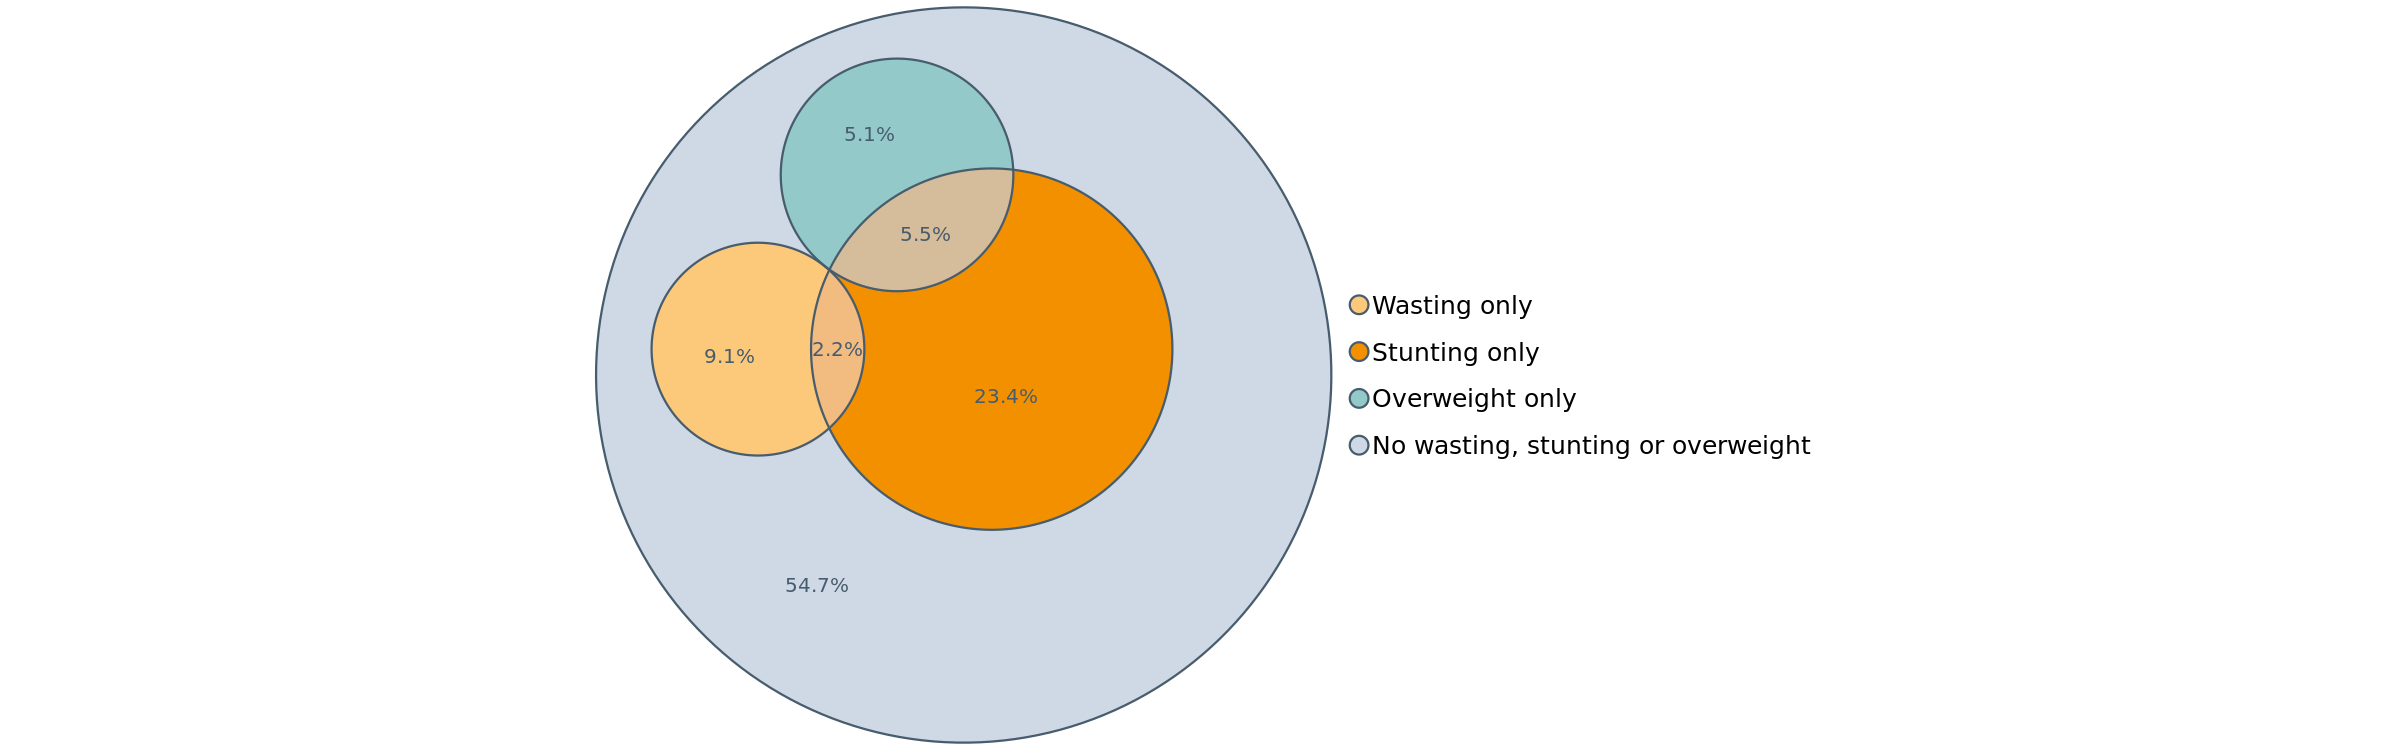 5.1%
5.5%
9.1%
2.2%
23.4%
54.7%
Wasting only
Stunting only
Overweight only
No wasting, stunting or overweight